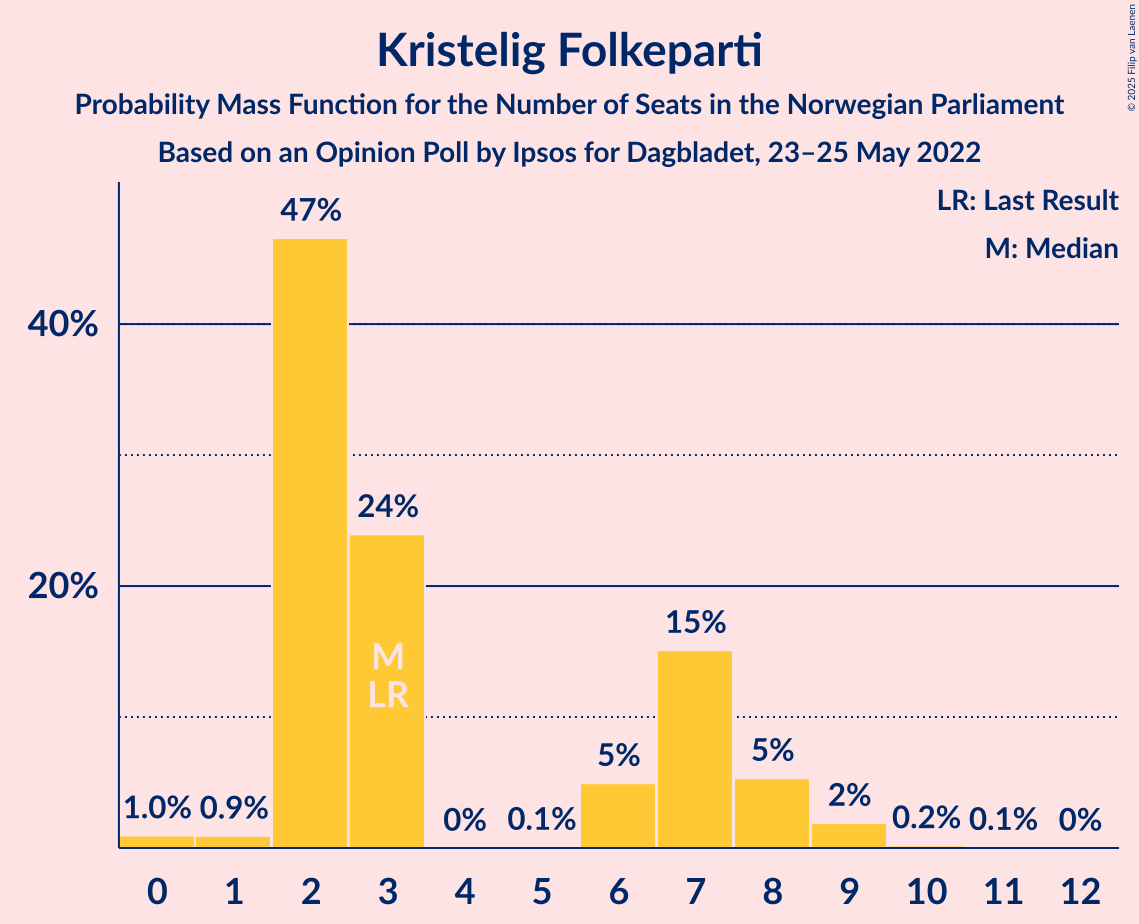 Kristelig Folkeparti
Probability Mass Function for the Number of Seats in the Norwegian Parliament
Based on an Opinion Poll by Ipsos for Dagbladet, 23–25 May 2022
© 2025 Filip van Laenen
LR: Last Result
M: Median
47%
40%
24%
20%
15%
M
LR
5%
5%
2%
1.0% 0.9%
0% 0.1%
0.2% 0.1% 0%
0 1 2 3 4 5 6 7 8 9 10 11 12